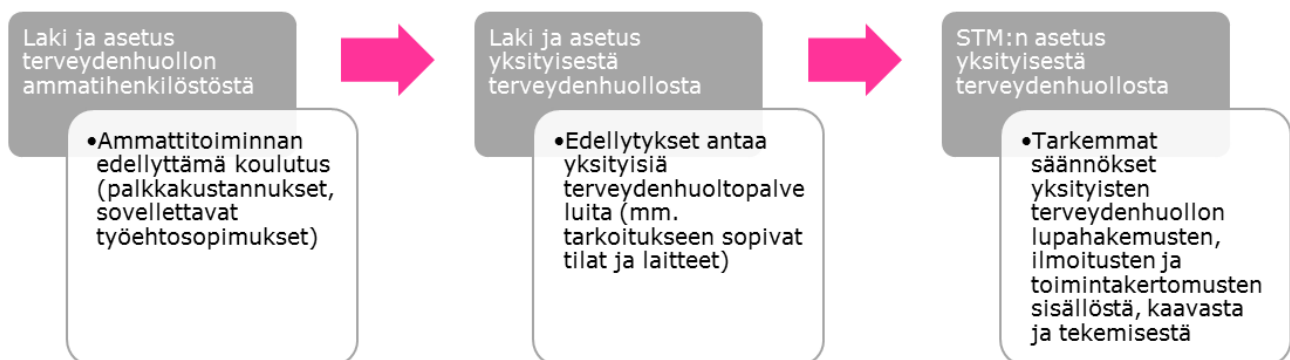 Laki ja asetus
terveydenhuollon
ammatihenkilöstöstä
•Ammattitoiminnan
edellyttämä koulutus
(palkkakustannukset,
sovellettavat
työehtosopimukset)
Laki ja asetus
yksityisestä
terveydenhuollosta
•Edellytykset antaa
yksityisiä
terveydenhuoltopalve
luita (mm.
tarkoitukseen sopivat
tilat ja laitteet)
STM:n asetus
yksityisestä
terveydenhuollosta
•Tarkemmat
säännökset
yksityisten
terveydenhuollon
lupahakemusten,
ilmoitusten ja
toimintakertomusten
sisällöstä, kaavasta
ja tekemisestä